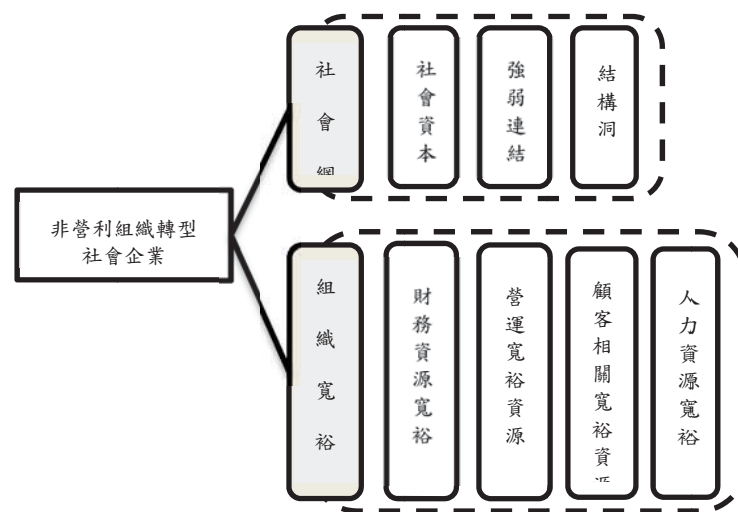 非營利組織轉型
社會企業
社會網
社會資本
強弱連結
結構洞
組織寬裕
財務資源寬裕
營運寬裕資源
顧客相關寬裕資源
人力資源寬裕